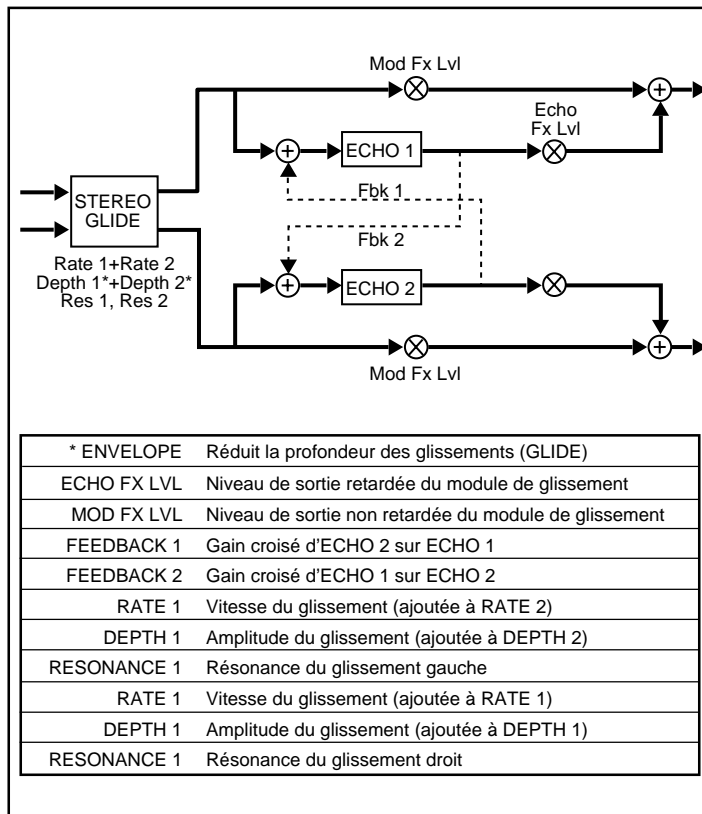 Mod Fx Lvl
Echo
Fx Lvl
ECHO 1
Fbk 1
STEREO
GLIDE
Fbk 2
Rate 1+Rate 2
Depth 1*+Depth 2*
Res 1, Res 2
ECHO 2
Mod Fx Lvl
* ENVELOPE Réduit la profondeur des glissements (GLIDE)
ECHO FX LVL Niveau de sortie retardée du module de glissement
MOD FX LVL Niveau de sortie non retardée du module de glissement
FEEDBACK 1 Gain croisé d'ECHO 2 sur ECHO 1
FEEDBACK 2 Gain croisé d'ECHO 1 sur ECHO 2
RATE 1 Vitesse du glissement (ajoutée à RATE 2)
DEPTH 1 Amplitude du glissement (ajoutée à DEPTH 2)
RESONANCE 1 Résonance du glissement gauche
RATE 1 Vitesse du glissement (ajoutée à RATE 1)
DEPTH 1 Amplitude du glissement (ajoutée à DEPTH 1)
RESONANCE 1 Résonance du glissement droit